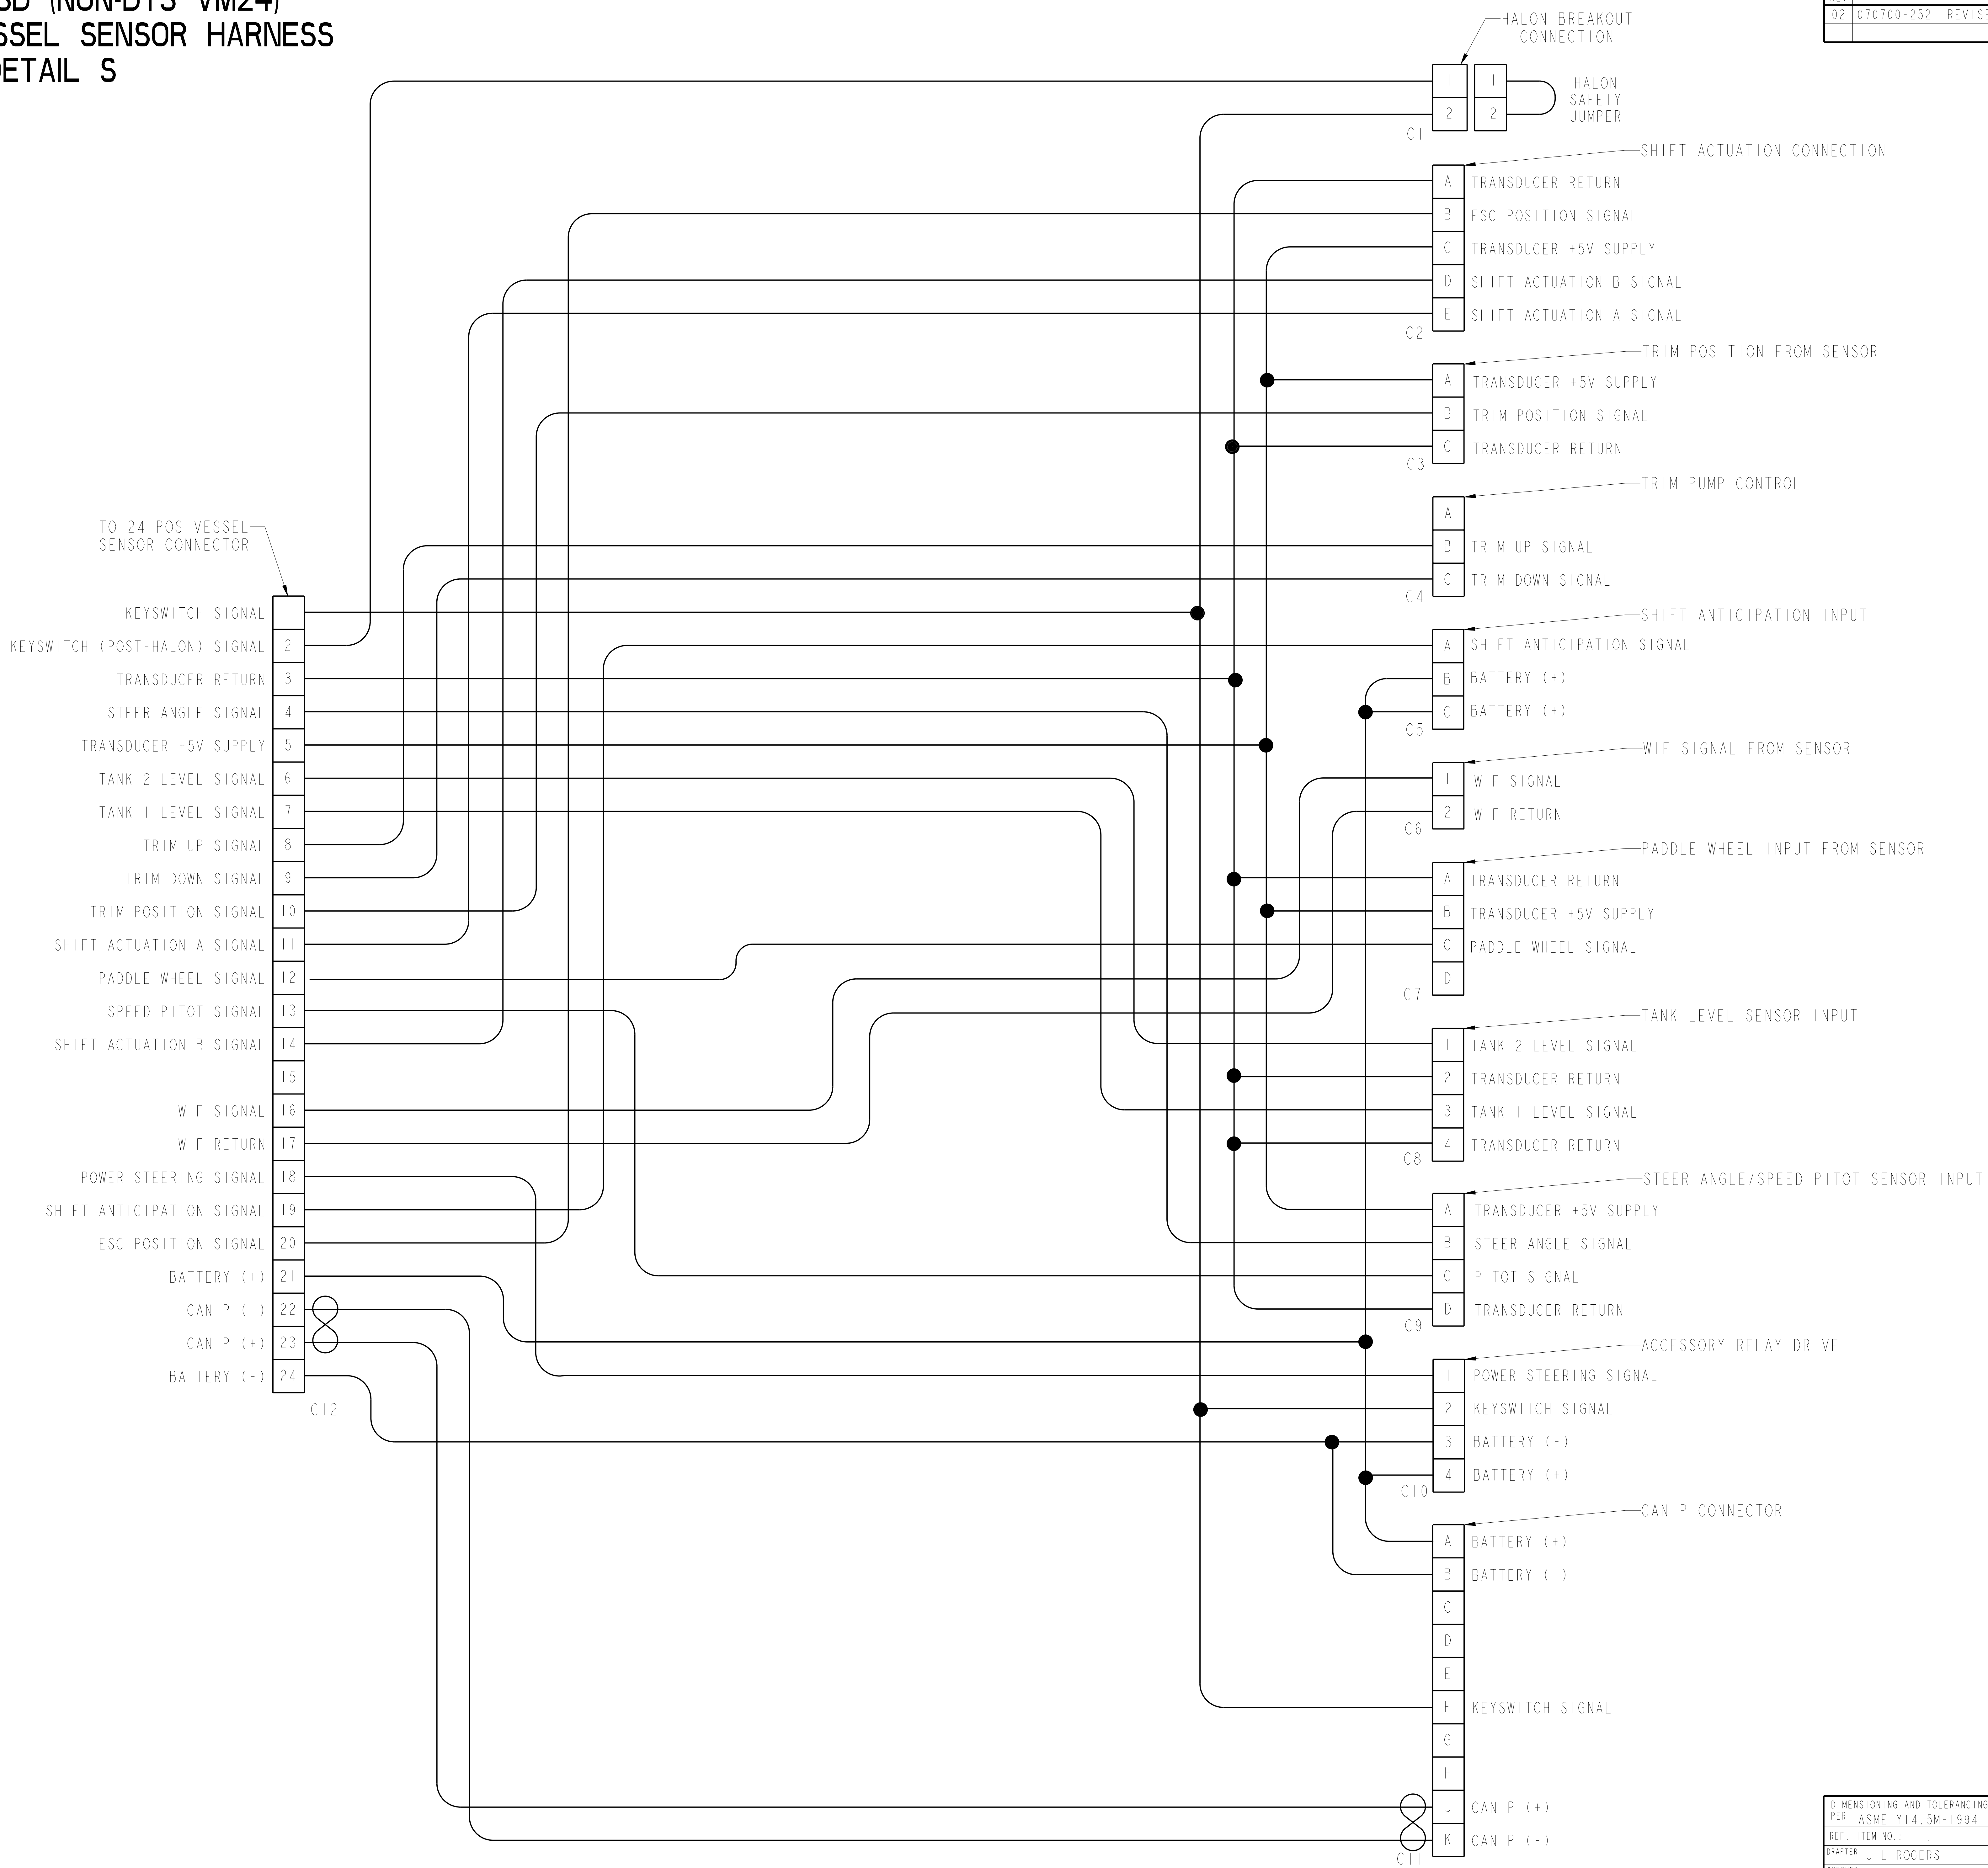 (NON-DTS VM24)
SENSOR HARNESS
S
02 070700-252
HALON BREAKOUT
CONNECTION
1 1
2 2
HALON
SAFETY
JUMPER
C1
SHIFT ACTUATION CONNECTION
A TRANSDUCER RETURN
B ESC POSITION SIGNAL
C TRANSDUCER +5V SUPPLY
D SHIFT ACTUATION B SIGNAL
E SHIFT ACTUATION A SIGNAL
C2
TRIM POSITION FROM SENSOR
A TRANSDUCER +5V SUPPLY
B TRIM POSITION SIGNAL
C TRANSDUCER RETURN
C3
TRIM PUMP CONTROL
A
B TRIM UP SIGNAL
C TRIM DOWN SIGNAL
C4
SHIFT ANTICIPATION INPUT
A SHIFT ANTICIPATION SIGNAL
B BATTERY (+)
C BATTERY (+)
C5
WIF SIGNAL FROM SENSOR
1 WIF SIGNAL
2 WIF RETURN
C6
PADDLE WHEEL INPUT FROM SENSOR
A TRANSDUCER RETURN
B TRANSDUCER +5V SUPPLY
C PADDLE WHEEL SIGNAL
D
C7
TANK LEVEL SENSOR INPUT
1 TANK 2 LEVEL SIGNAL
2 TRANSDUCER RETURN
3 TANK 1 LEVEL SIGNAL
4 TRANSDUCER RETURN
C8
STEER ANGLE/SPEED PITOT SENSOR INPUT
A TRANSDUCER +5V SUPPLY
B STEER ANGLE SIGNAL
C PITOT SIGNAL
D TRANSDUCER RETURN
C9
ACCESSORY RELAY DRIVE
1 POWER STEERING SIGNAL
2 KEYSWITCH SIGNAL
3 BATTERY (-)
4 BATTERY (+)
C10
CAN P CONNECTOR
A BATTERY (+)
B BATTERY (-)
C
D
E
F KEYSWITCH SIGNAL
G
H
J CAN P (+)
K CAN P (-)
C11
TO 24 POS VESSEL
SENSOR CONNECTOR
KEYSWITCH SIGNAL 1
KEYSWITCH (POST-HALON) SIGNAL 2
TRANSDUCER RETURN 3
STEER ANGLE SIGNAL 4
TRANSDUCER +5V SUPPLY 5
TANK 2 LEVEL SIGNAL 6
TANK 1 LEVEL SIGNAL 7
TRIM UP SIGNAL 8
TRIM DOWN SIGNAL 9
TRIM POSITION SIGNAL 10
SHIFT ACTUATION A SIGNAL 11
PADDLE WHEEL SIGNAL 12
SPEED PITOT SIGNAL 13
SHIFT ACTUATION B SIGNAL 14
15
WIF SIGNAL 16
WIF RETURN 17
POWER STEERING SIGNAL 18
SHIFT ANTICIPATION SIGNAL 19
ESC POSITION SIGNAL 20
BATTERY (+) 21
CAN P (-) 22
CAN P (+) 23
BATTERY (-) 24
C12
DIMENSIONING AND TOLERANCING
PER ASME Y14.5M-1994
REF. ITEM NO.: .
DRAFTER J L ROGERS